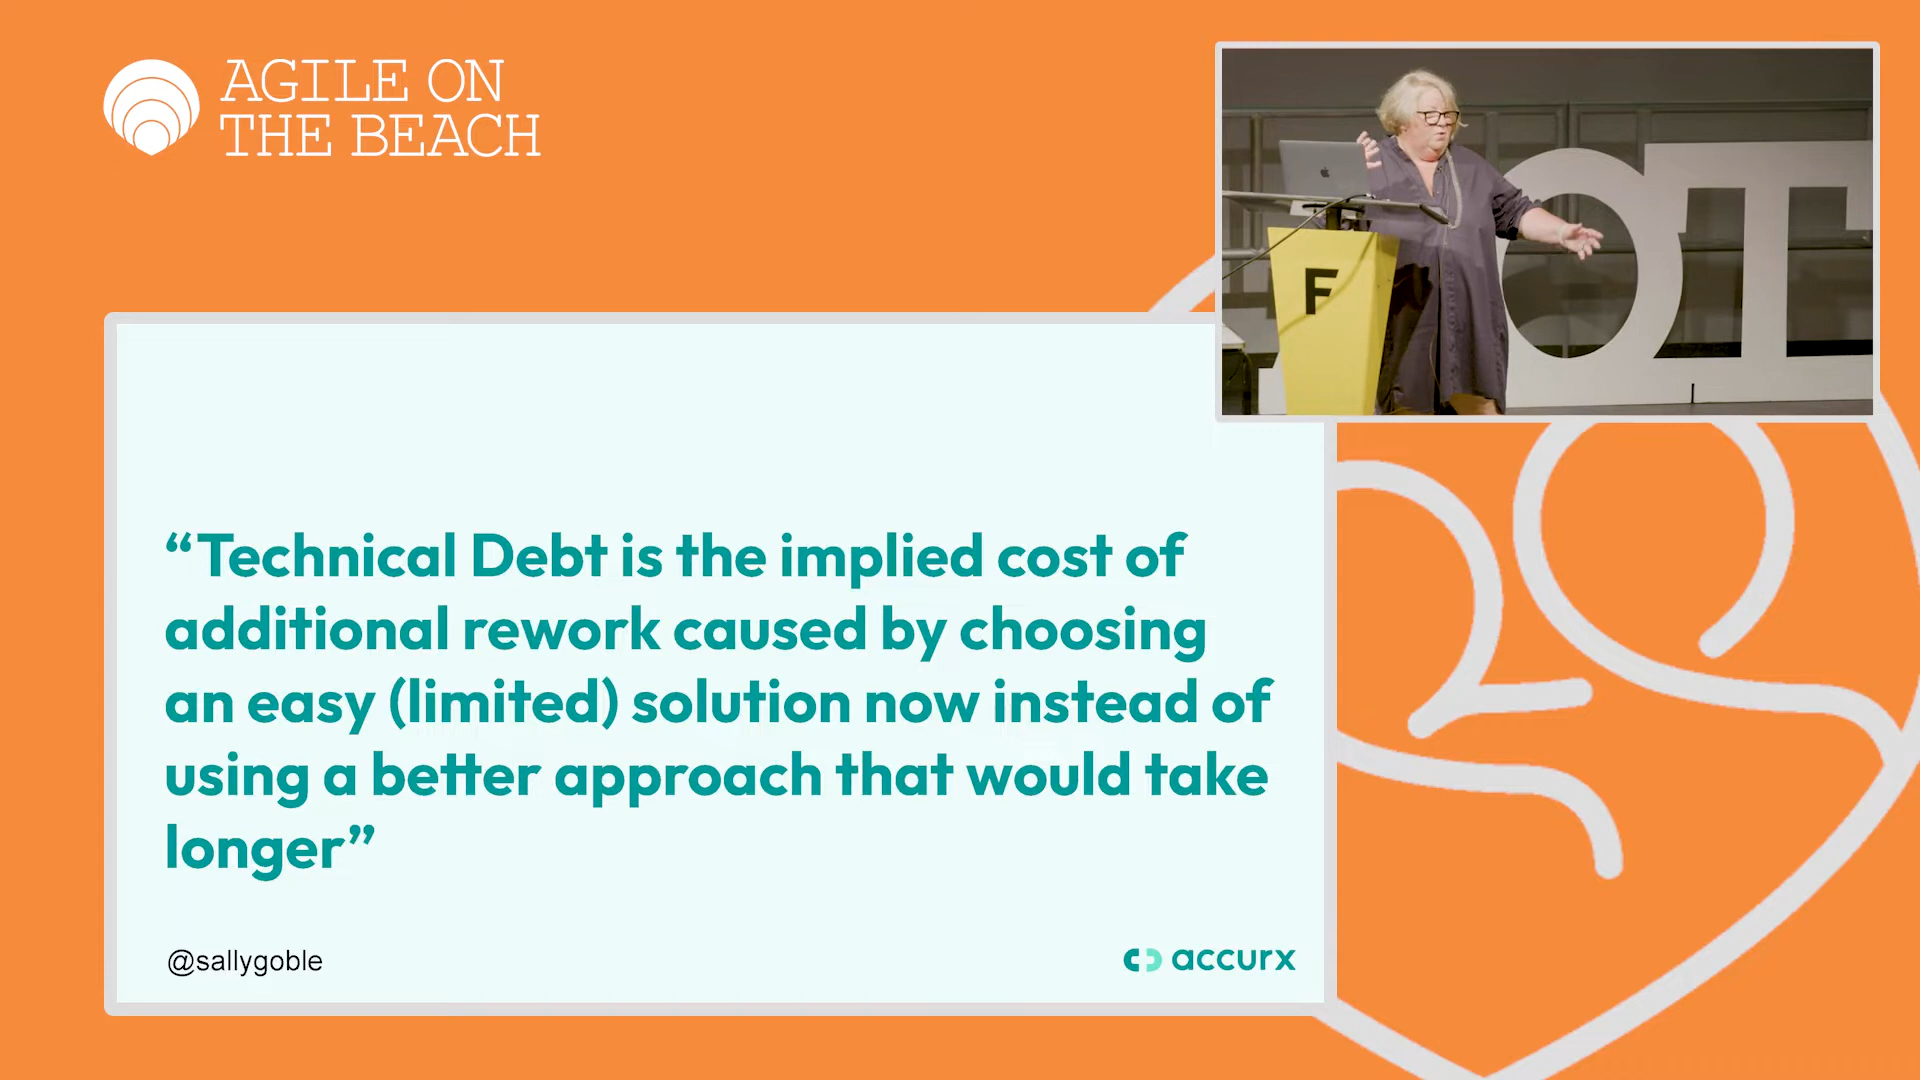 AGILE ON
THE BEACH
F
OT
“Technical Debt is the implied cost of
additional rework caused by choosing
an easy (limited) solution now instead of
using a better approach that would take
longer”
@sallygoble
accurx